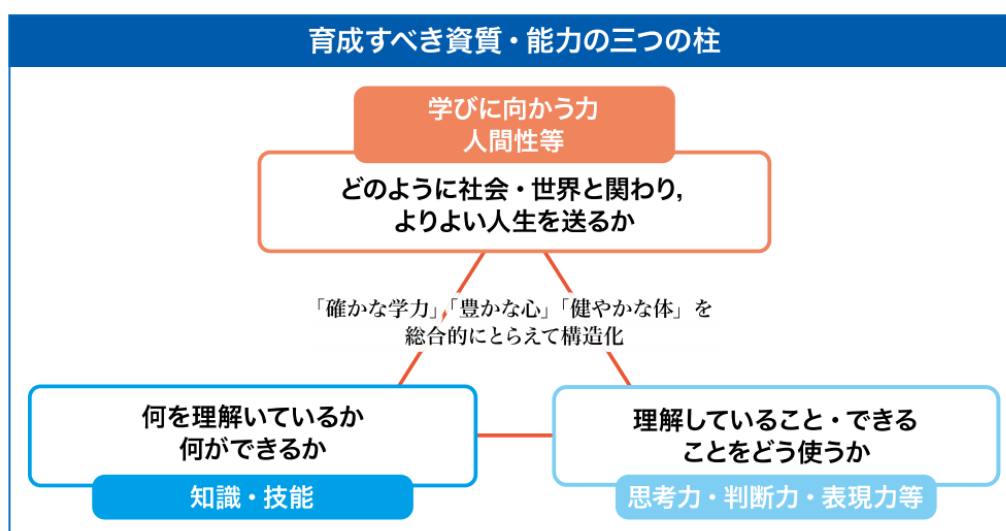 育成すべき資質・能力の三つの柱
学びに向かう力
人間性等
どのように社会・世界と関わり,
よりよい人生を送るか
「確かな学力」「豊かな心」「健やかな体」を
総合的にとらえて構造化
何を理解いているか
何ができるか
知識・技能
理解していること・できる
ことをどう使うか
思考力・判断力・表現力等